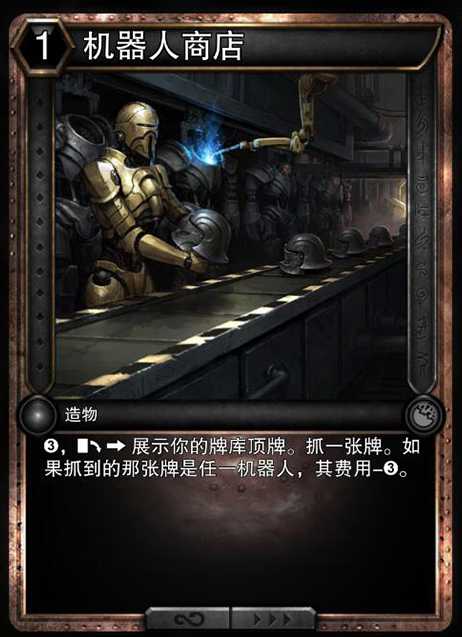 1 机器人商店
造物
❸, ➡ 展示你的牌库顶牌。抓一张牌。如
果抓到的那张牌是任一机器人，其费用-❸。